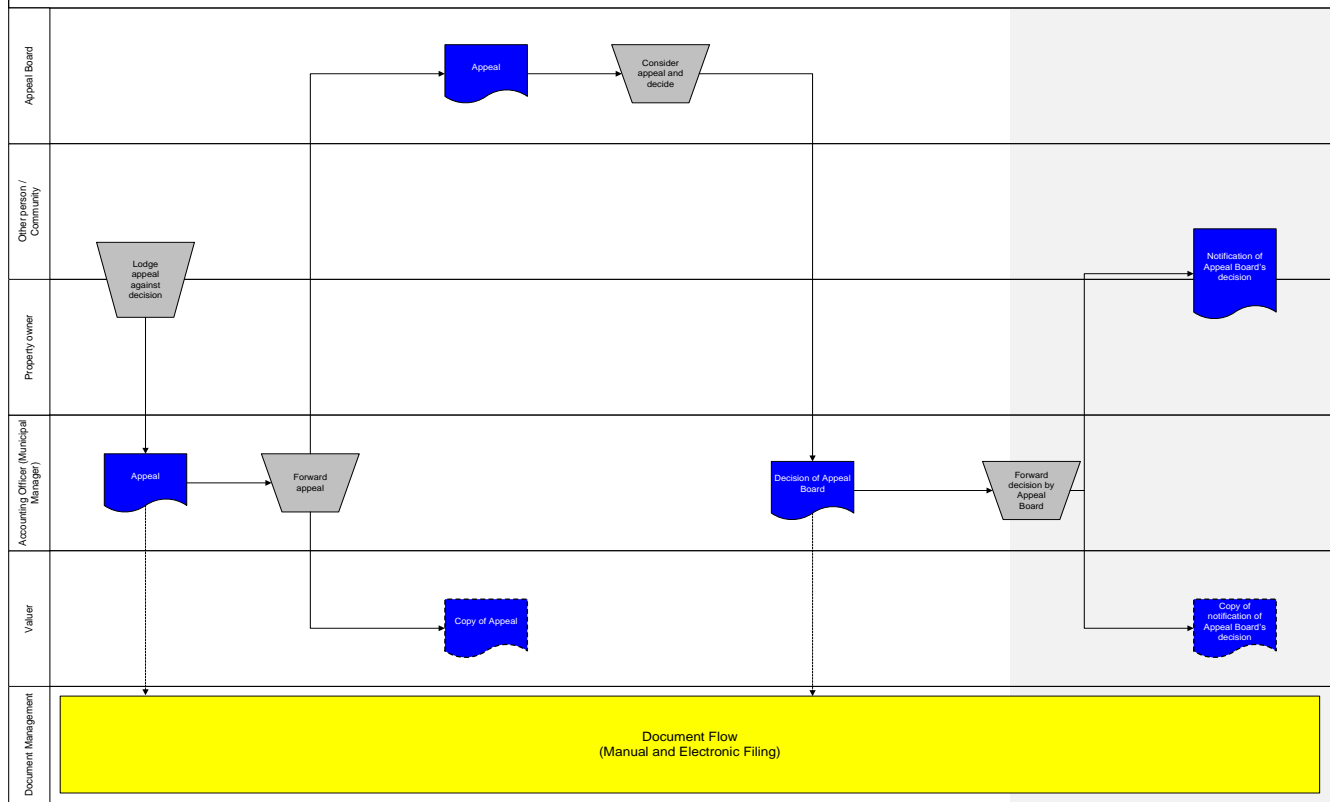 Appeal Board
Appeal
Consider
appeal and
decide
Other person /
Community
Lodge
appeal
against
decision
Notification of
Appeal Board's
decision
Property owner
Accounting Officer (Municipal
Manager)
Appeal
Forward
appeal
Decision of Appeal
Board
Forward
decision by
Appeal
Board
Valuer
Copy of Appeal
Copy of
notification of
Appeal Board's
decision
Document Management
Document Flow
(Manual and Electronic Filing)